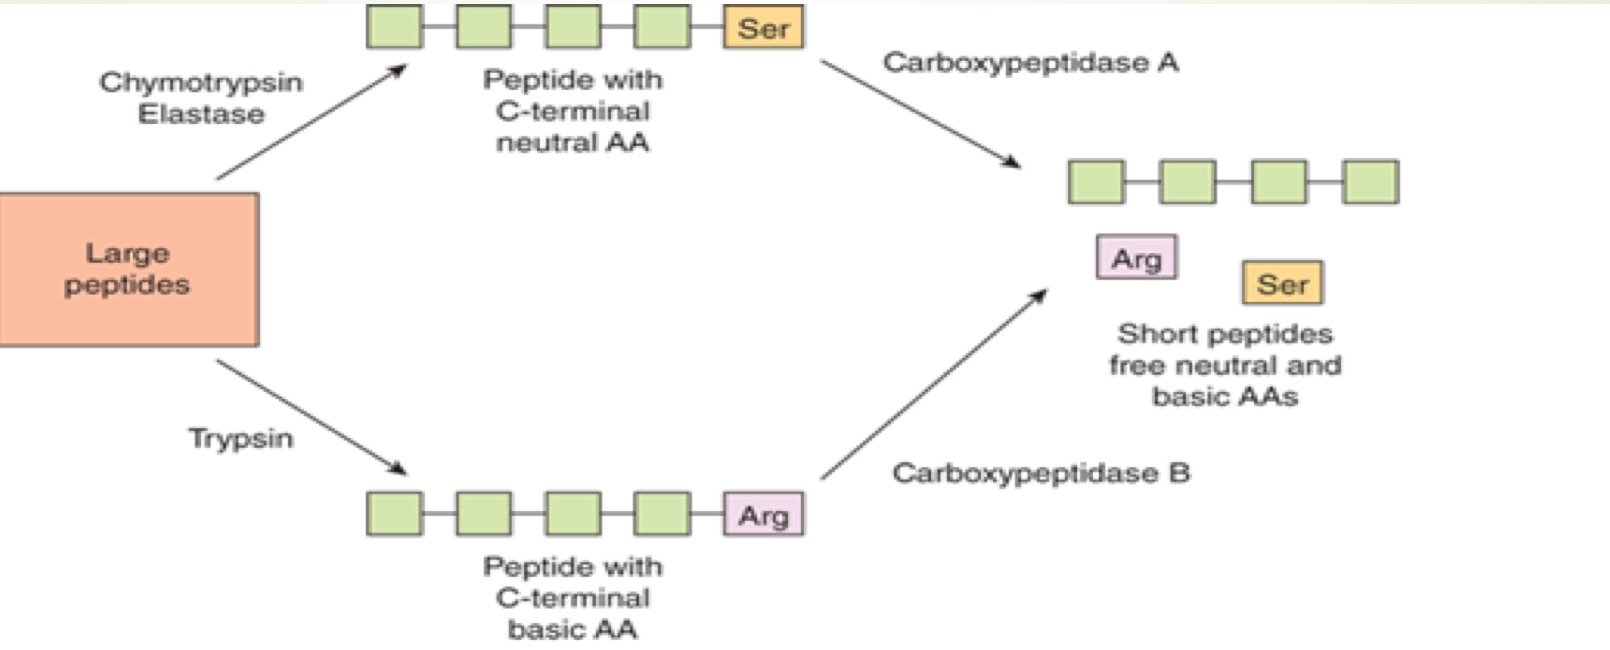 Ser
Chymotrypsin
Elastase
Peptide with
C-terminal
neutral AA
Carboxypeptidase A
Large
peptides
Arg
Ser
Short peptides
free neutral and
basic AAs
Trypsin
Carboxypeptidase B
Arg
Peptide with
C-terminal
basic AA